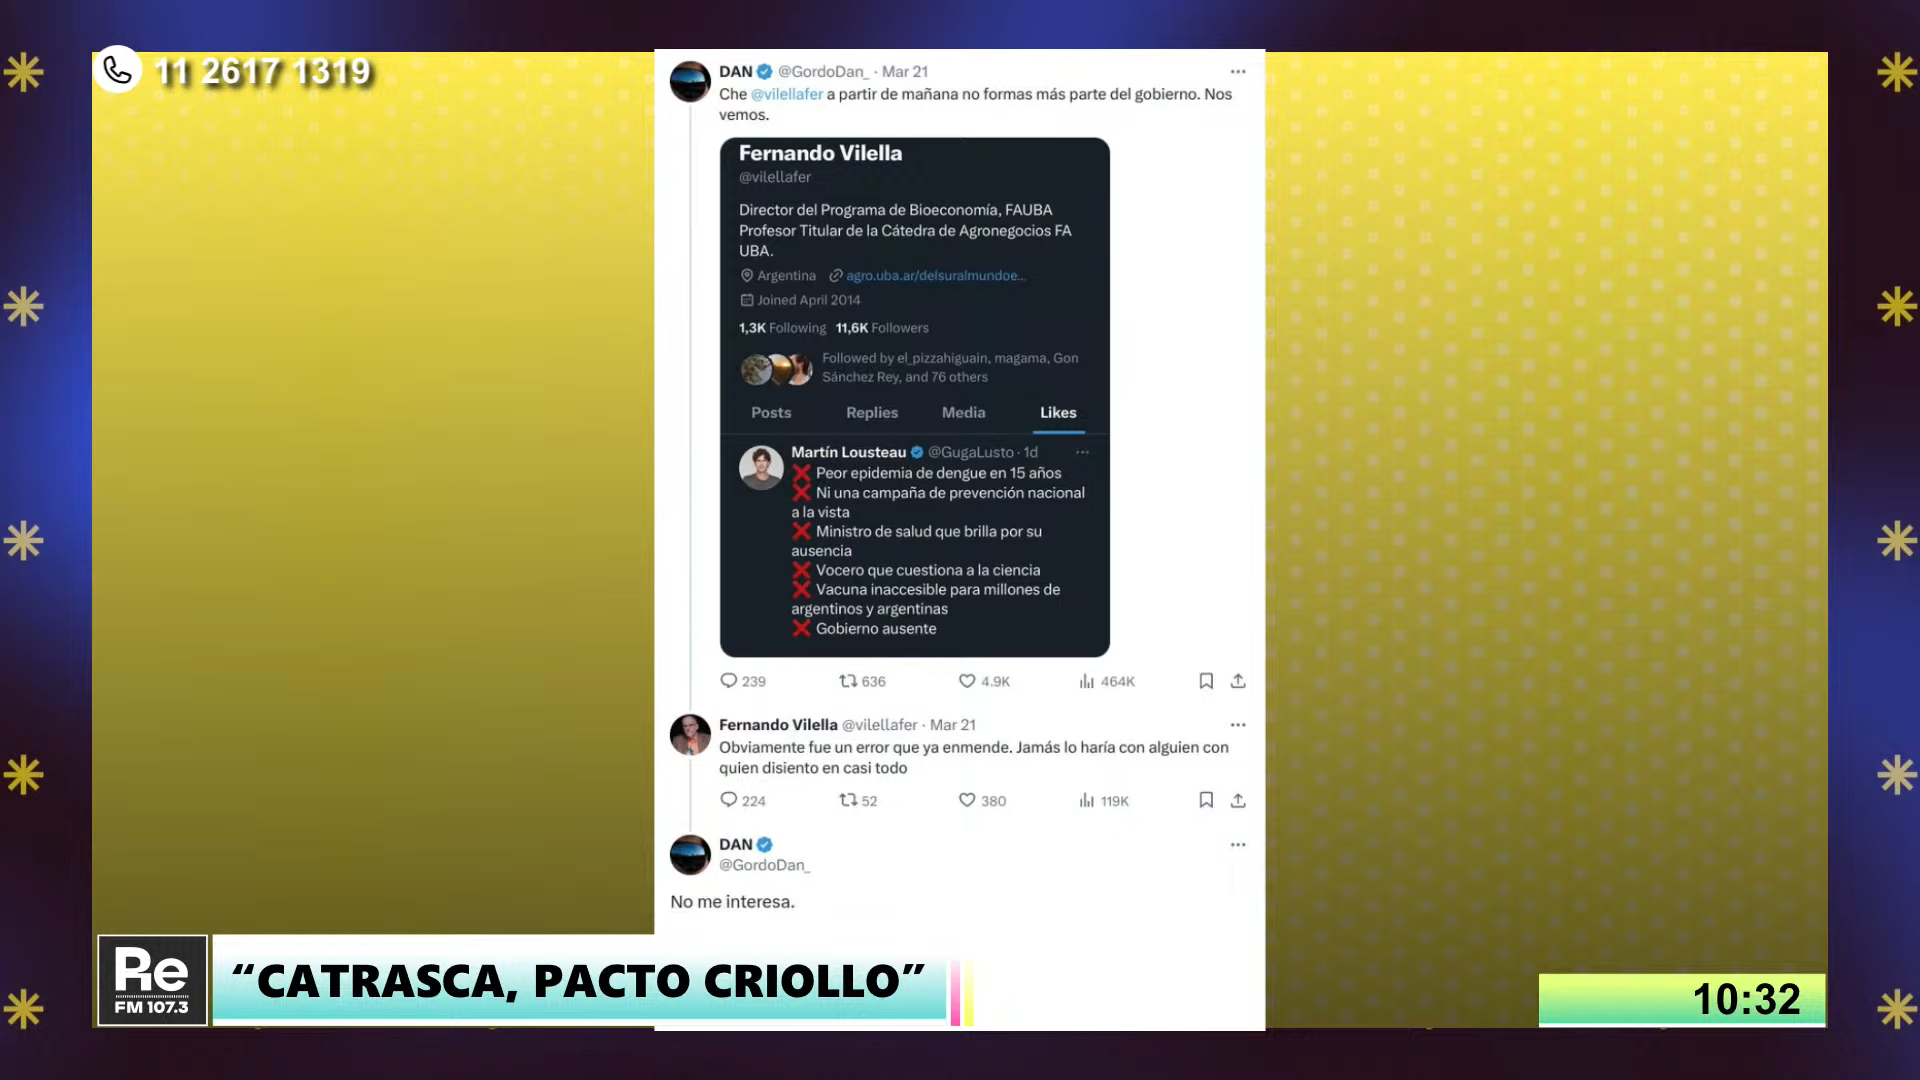 11 2617 1319
DAN @GordoDan_ · Mar 21
Che @vilellafer a partir de mañana no formas más parte del gobierno. Nos
vemos.
Fernando Vilella
@vilellafer
Director del Programa de Bioeconomía, FAUBA
Profesor Titular de la Cátedra de Agronegocios FA
UBA.
Argentina agro.uba.ar/delsuralmundoe...
Joined April 2014
1,3K Following 11,6K Followers
Followed by el_pizzahiguain, magama, Gon
Sánchez Rey, and 76 others
Posts Replies Media Likes
Martín Lousteau @GugaLusto · 1d
❌ Peor epidemia de dengue en 15 años
❌ Ni una campaña de prevención nacional
a la vista
❌ Ministro de salud que brilla por su
ausencia
❌ Vocero que cuestiona a la ciencia
❌ Vacuna inaccesible para millones de
argentinos y argentinas
❌ Gobierno ausente
239 636 4.9K 464K
Fernando Vilella @vilellafer · Mar 21
Obviamente fue un error que ya enmende. Jamás lo haría con alguien con
quien disiento en casi todo
224 52 380 119K
DAN
@GordoDan_
No me interesa.
Re
FM 107.3
“CATRASCA, PACTO CRIOLLO”
10:32